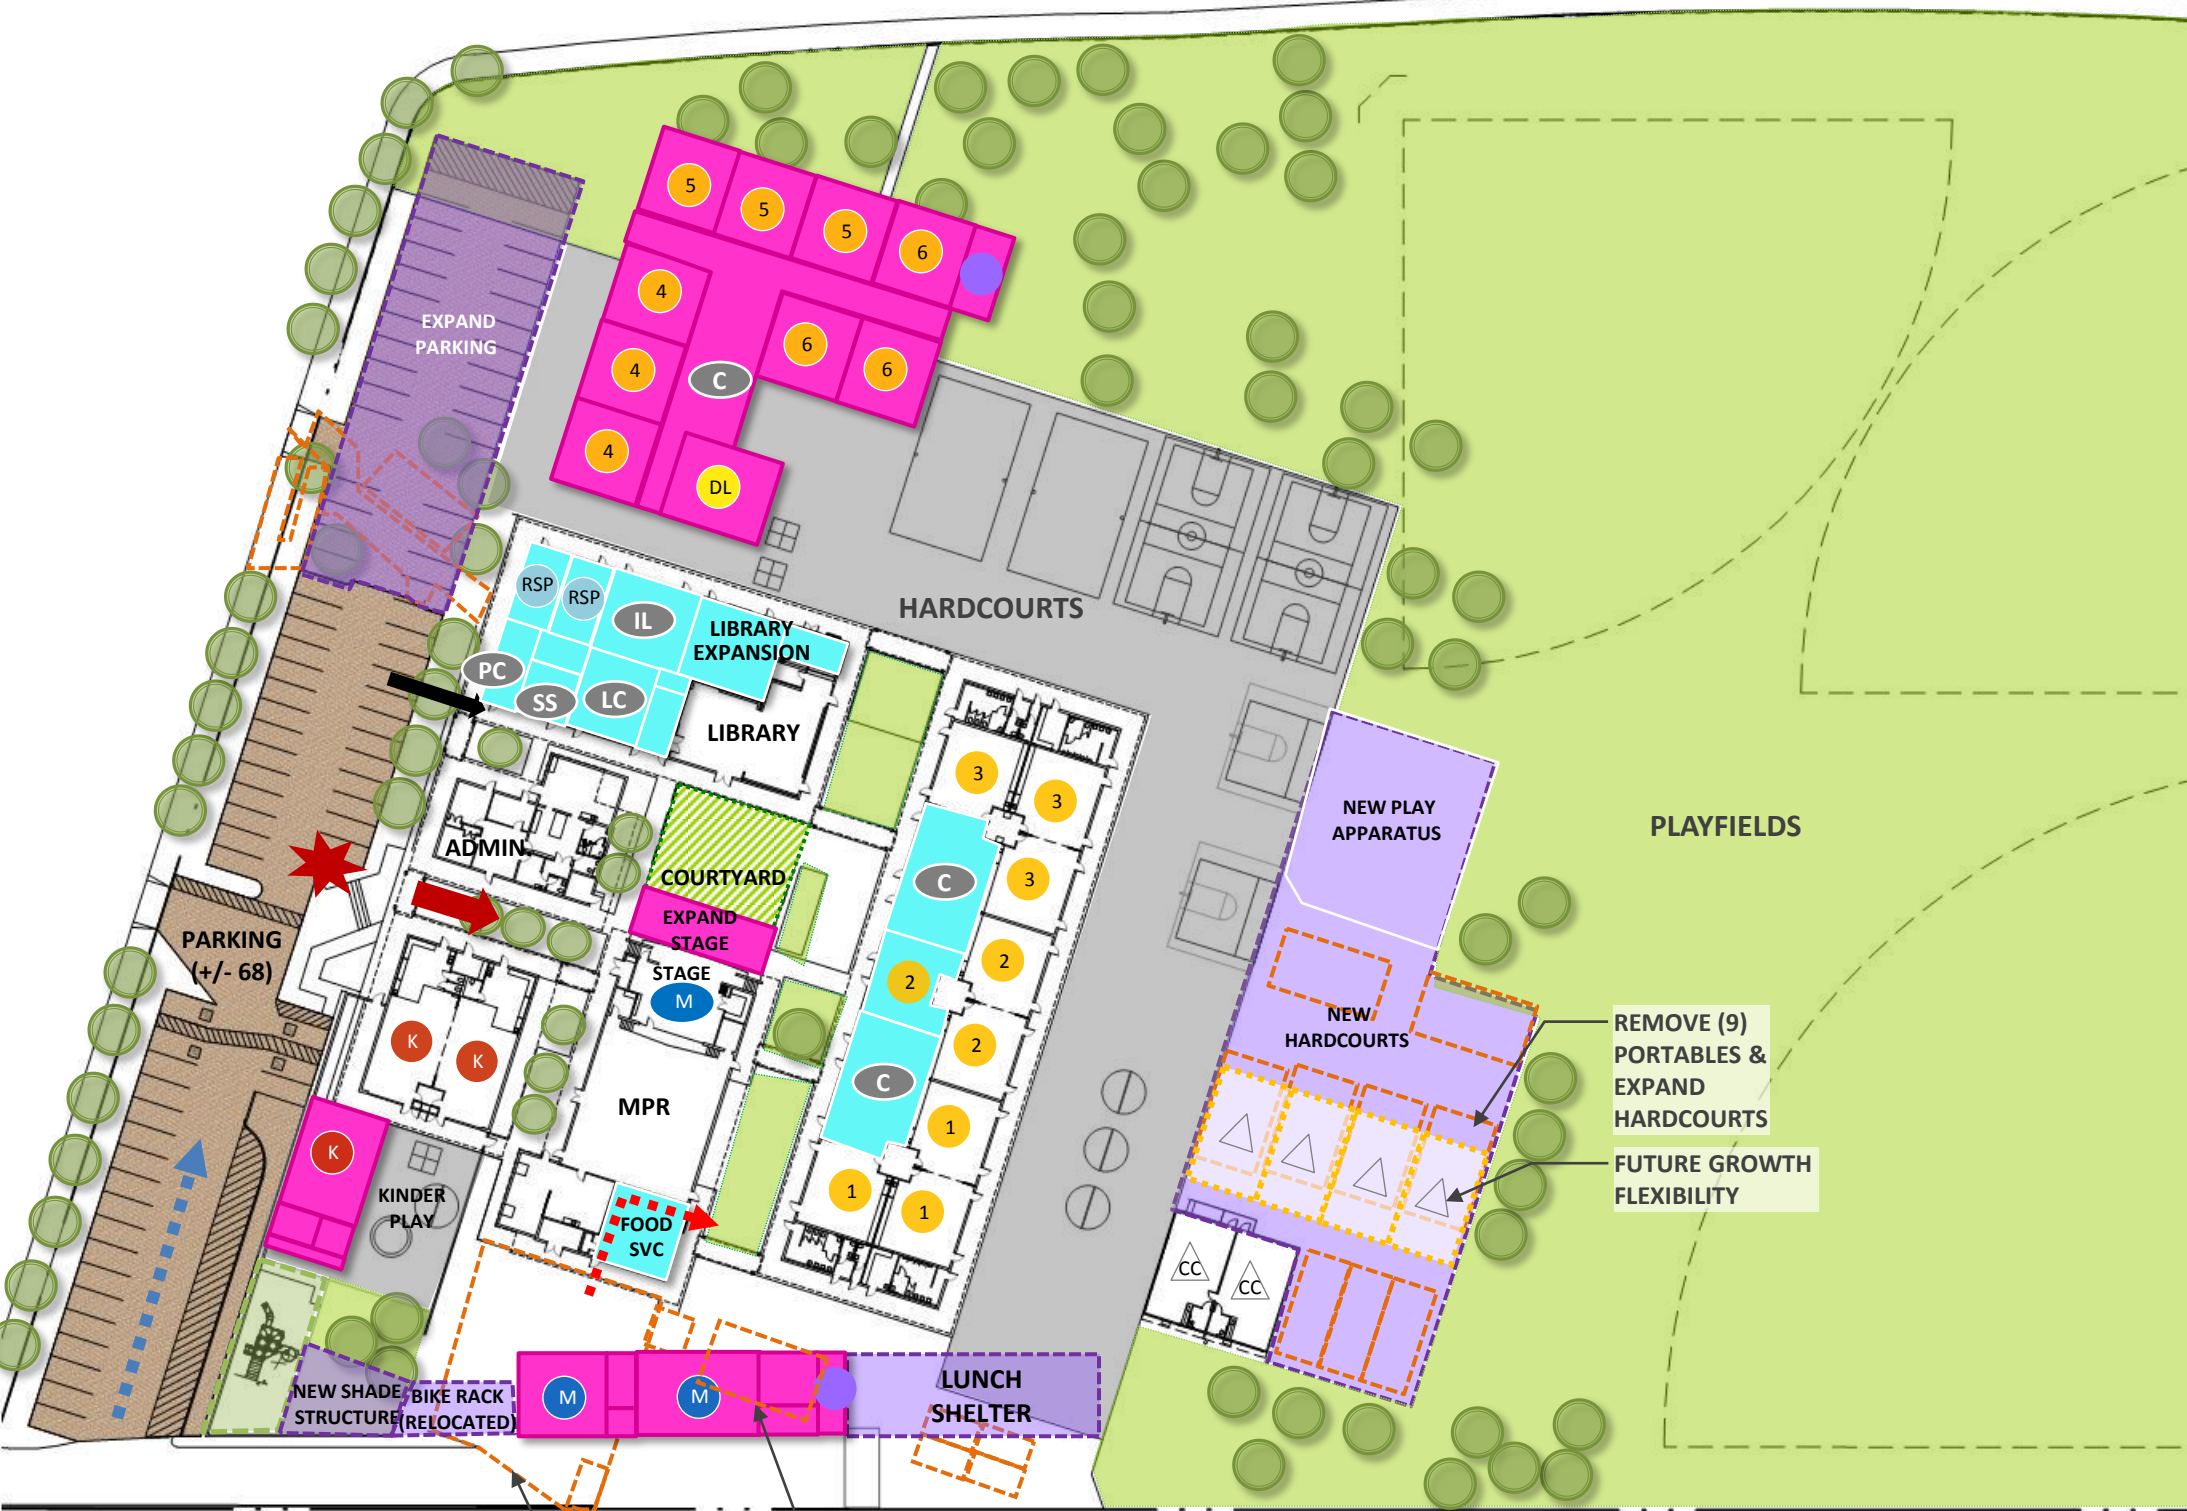 5
5
5
6
4
EXPAND
PARKING
6
6
4
C
4
DL
RSP
RSP
IL
HARDCOURTS
LIBRARY
EXPANSION
PC
SS
LC
LIBRARY
3
3
NEW PLAY
APPARATUS
PLAYFIELDS
ADMIN.
COURTYARD
C
3
EXPAND
STAGE
PARKING
(+/- 68)
STAGE
M
2
2
K
K
NEW
HARDCOURTS
REMOVE (9)
PORTABLES &
EXPAND
HARDCOURTS
2
C
MPR
1
K
FUTURE GROWTH
FLEXIBILITY
KINDER
PLAY
1
1
FOOD
SVC
CC
CC
NEW SHADE
STRUCTURE
BIKE RACK
(RELOCATED)
M
M
LUNCH
SHELTER